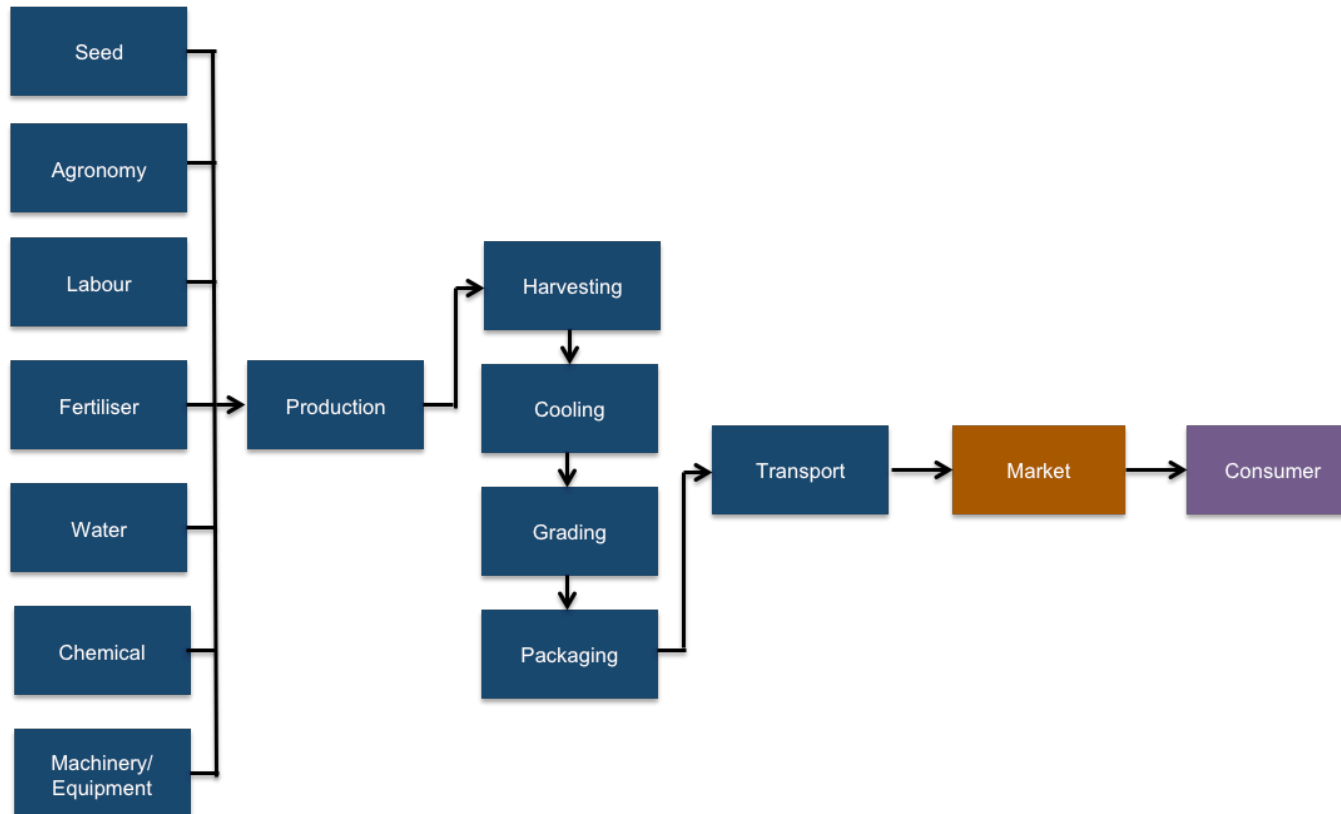 Seed
Agronomy
Labour
Fertiliser
Water
Chemical
Machinery/
Equipment
Production
Harvesting
Cooling
Grading
Packaging
Transport
Market
Consumer